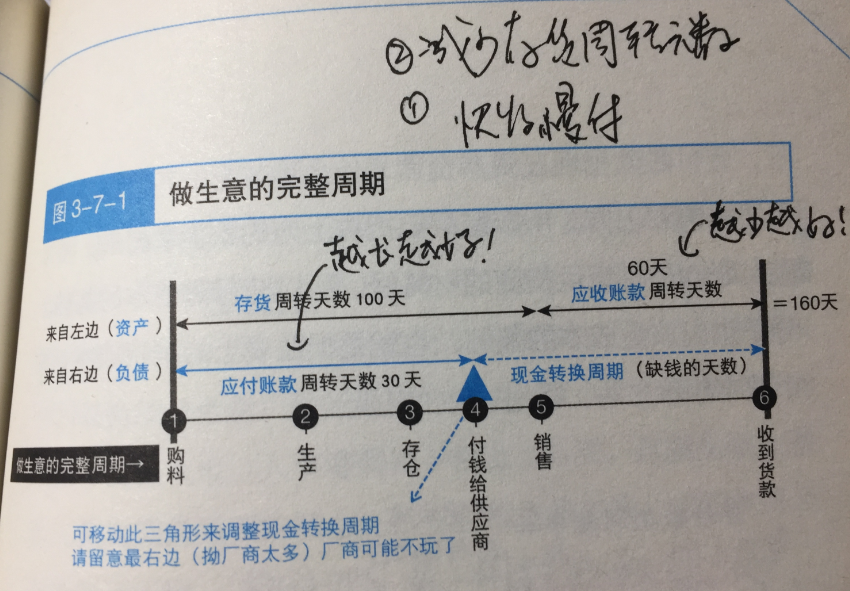 ②减少存货周转天数
① 快收慢付
图 3-7-1 做生意的完整周期
越长越好!
越少越好!
60天
存货周转天数 100 天
应收账款周转天数
来自左边(资产)
=160天
来自右边(负债)
应付账款周转天数 30 天
现金转换周期(缺钱的天数)
1 2 3 4 5 6
做生意的完整周期→
购料
生产
存仓
付钱给供应商
销售
收到货款
可移动此三角形来调整现金转换周期
请留意最右边(拗厂商太多)厂商可能不玩了